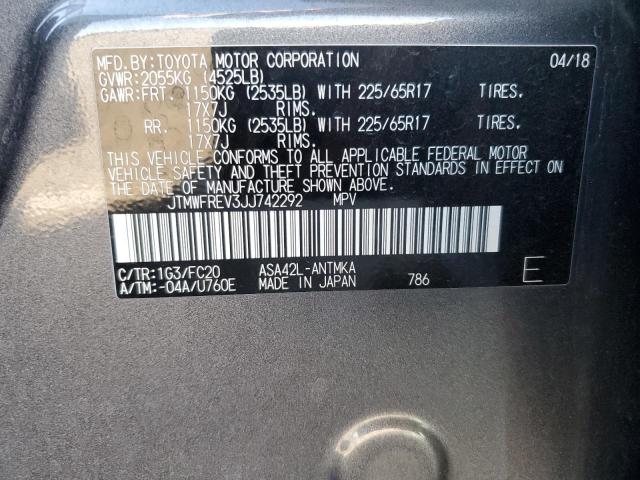 MFD.BY:TOYOTA MOTOR CORPORATION 04/18
GVWR:2055KG (4525LB)
GAWR:FRT. 1150KG (2535LB) WITH 225/65R17 TIRES.
17X7J RIMS.
RR. 1150KG (2535LB) WITH 225/65R17 TIRES.
17X7J RIMS.
THIS VEHICLE CONFORMS TO ALL APPLICABLE FEDERAL MOTOR
VEHICLE SAFETY AND THEFT PREVENTION STANDARDS IN EFFECT
ON THE DATE OF MANUFACTURE SHOWN ABOVE.
JTMWFREV3JJ742292 MPV
C/TR:1G3/FC20 ASA42L-ANTMKA
A/TM:-04A/U760E MADE IN JAPAN 786 E